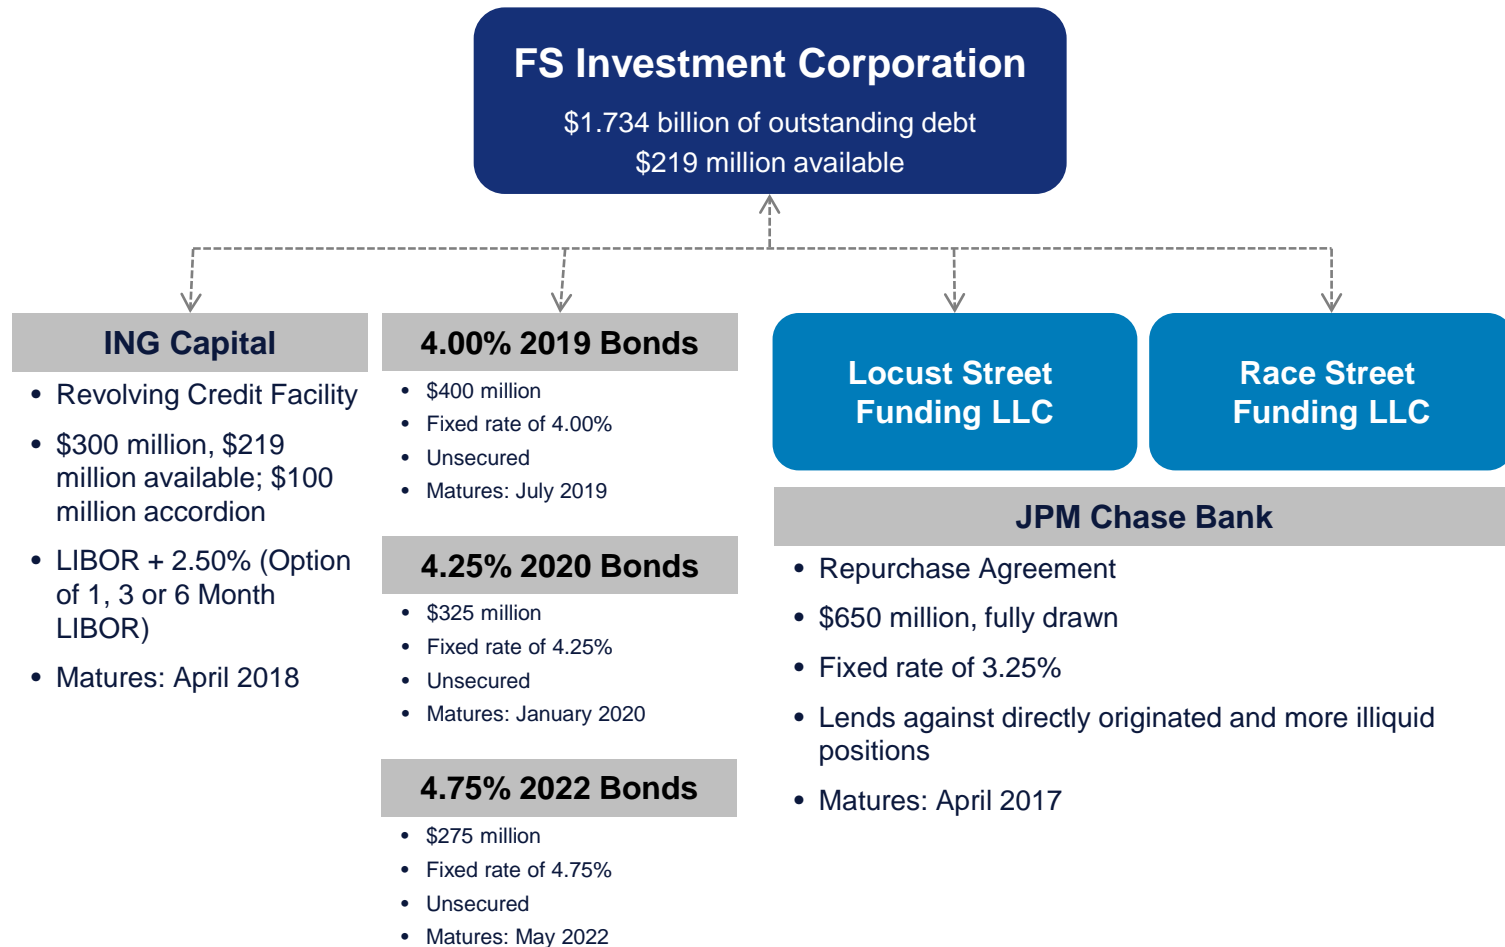 FS Investment Corporation
$1.734 billion of outstanding debt
$219 million available
ING Capital
• Revolving Credit Facility
• $300 million, $219
million available; $100
million accordion
• LIBOR + 2.50% (Option
of 1, 3 or 6 Month
LIBOR)
• Matures: April 2018
4.00% 2019 Bonds
• $400 million
• Fixed rate of 4.00%
• Unsecured
• Matures: July 2019
4.25% 2020 Bonds
• $325 million
• Fixed rate of 4.25%
• Unsecured
• Matures: January 2020
4.75% 2022 Bonds
• $275 million
• Fixed rate of 4.75%
• Unsecured
• Matures: May 2022
Locust Street
Funding LLC
Race Street
Funding LLC
JPM Chase Bank
• Repurchase Agreement
• $650 million, fully drawn
• Fixed rate of 3.25%
• Lends against directly originated and more illiquid
positions
• Matures: April 2017